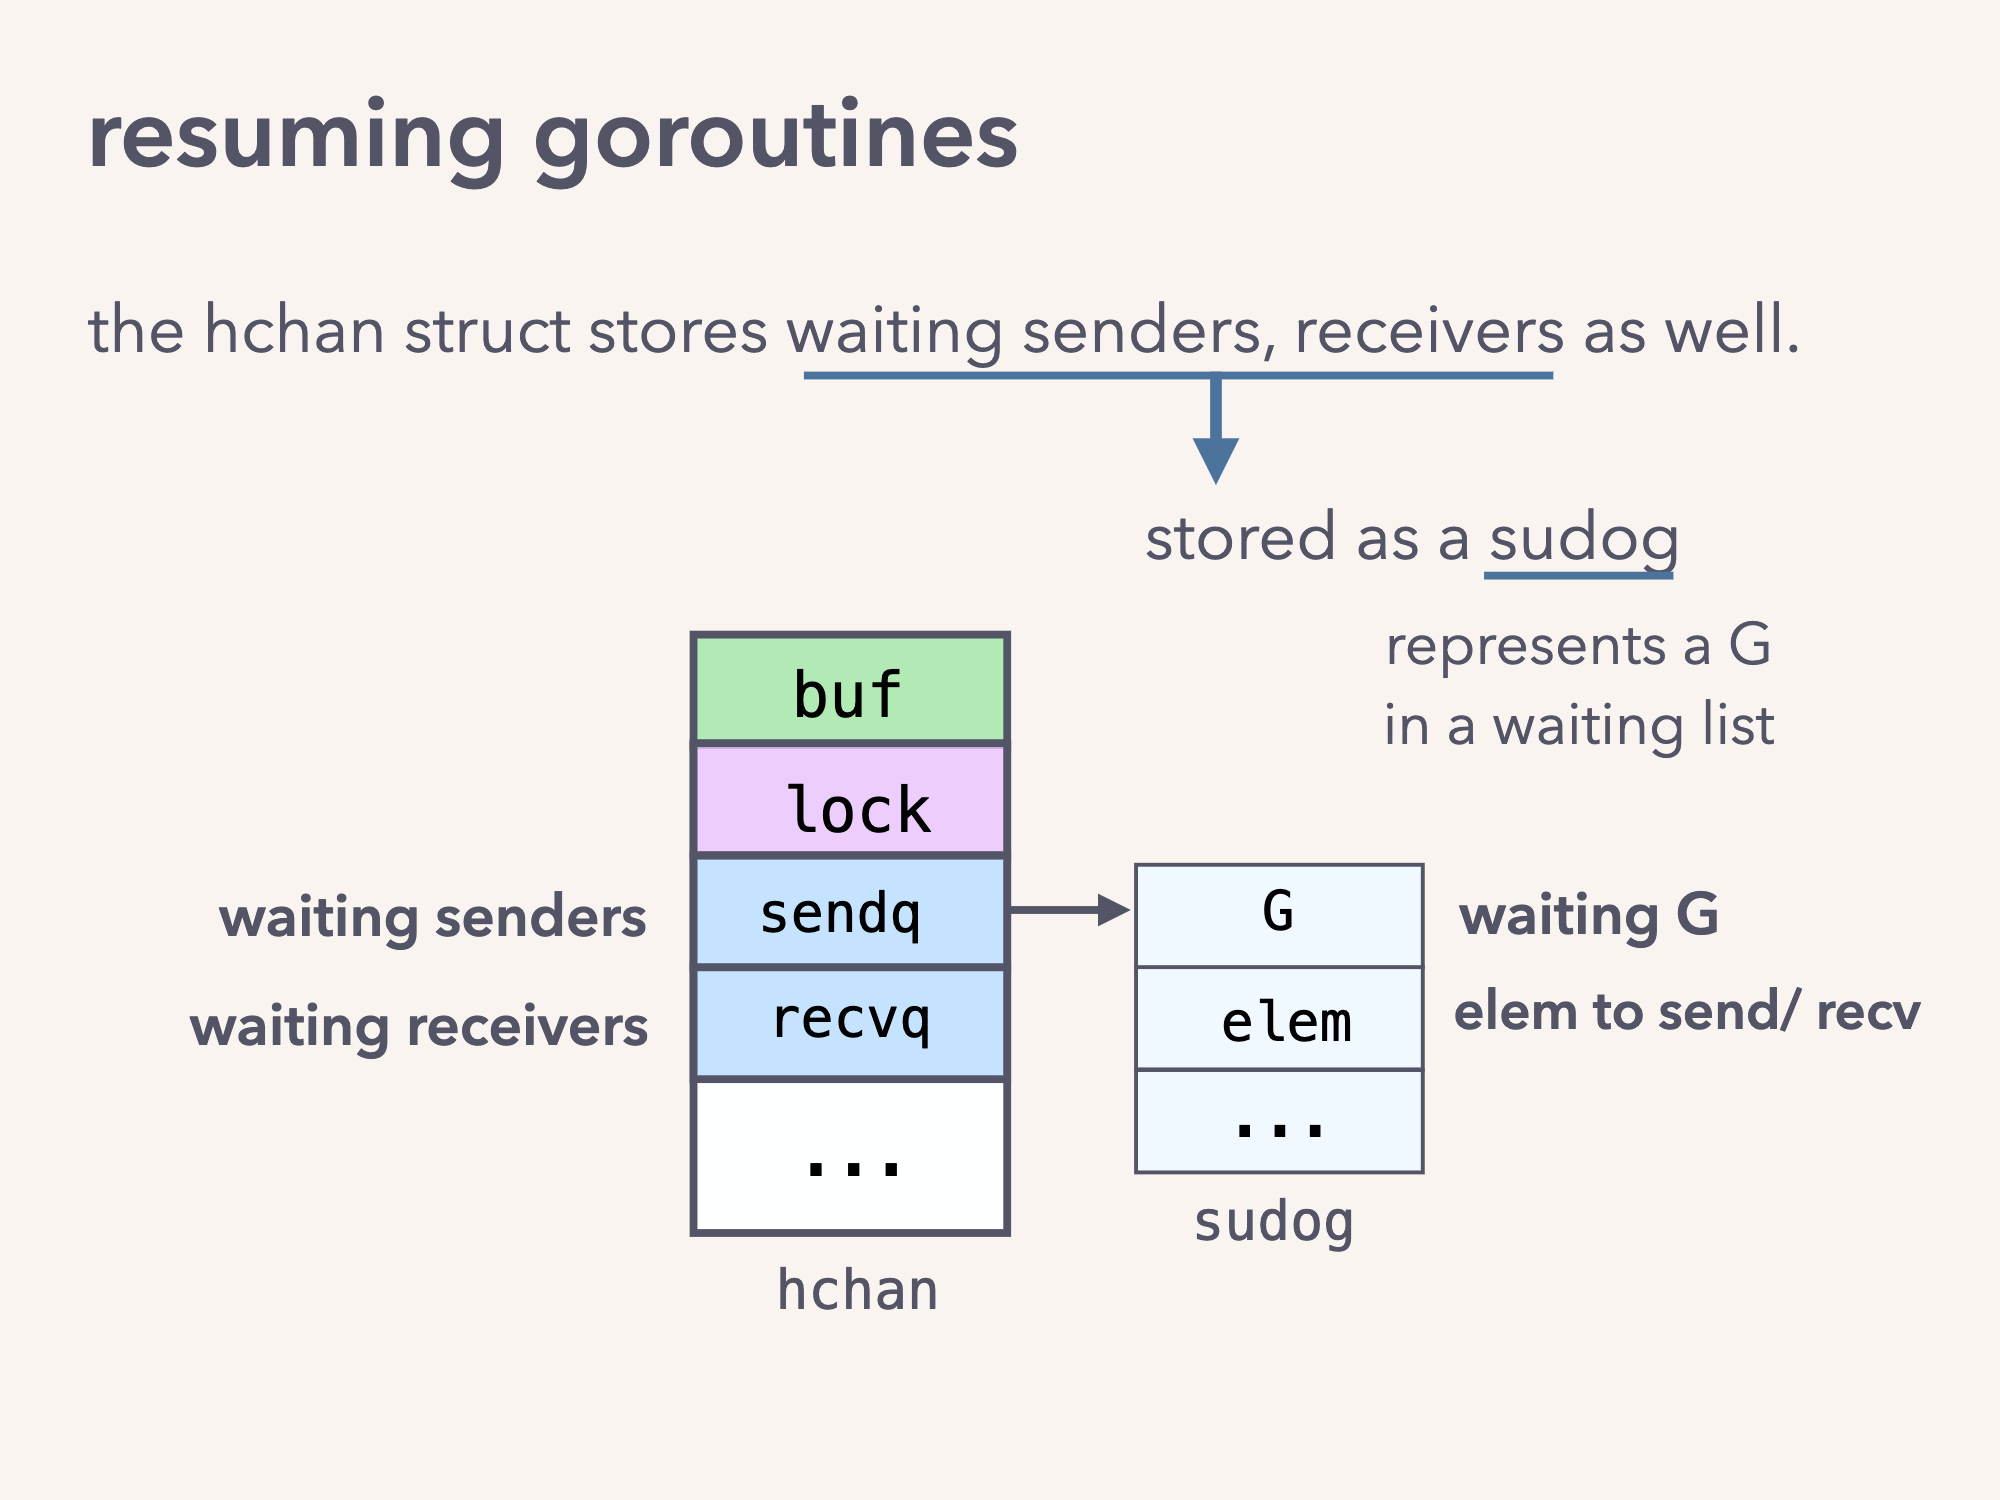 resuming goroutines
the hchan struct stores waiting senders, receivers as well.
stored as a sudog
represents a G
in a waiting list
buf
lock
waiting senders
sendq
G
waiting G
waiting receivers
recvq
elem
elem to send/ recv
...
...
sudog
hchan